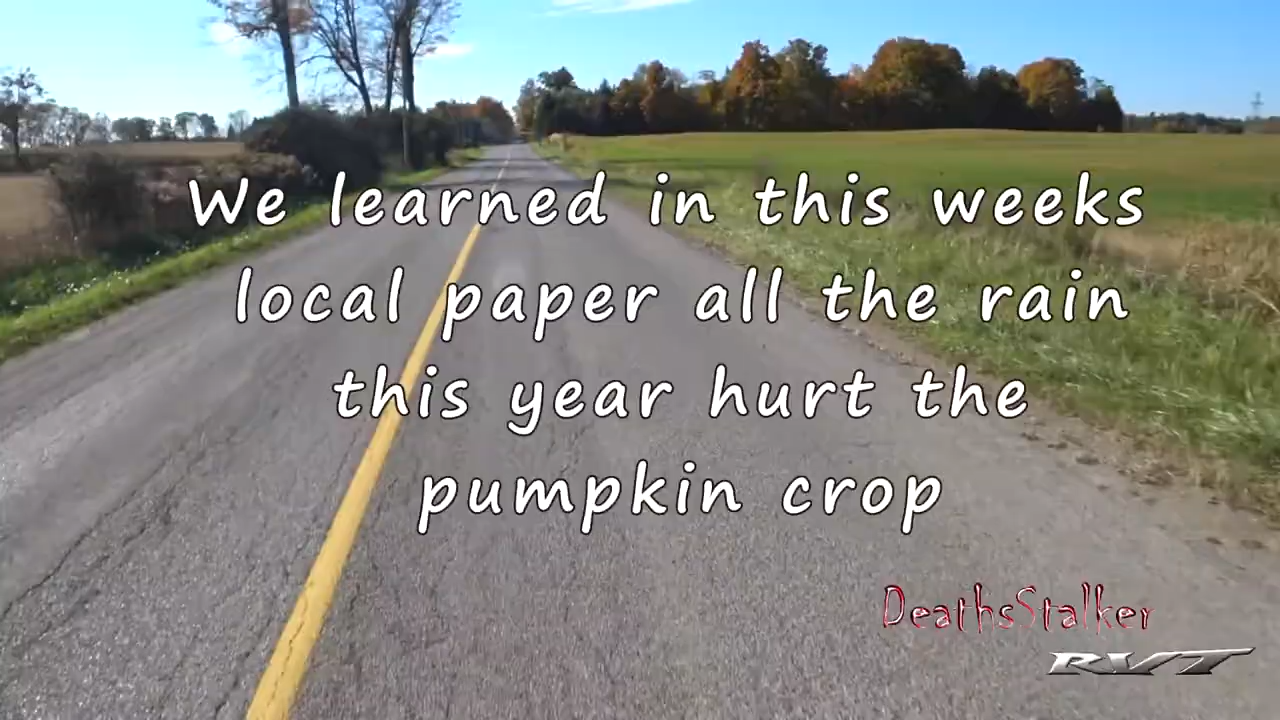 We learned in this weeks
local paper all the rain
this year hurt the
pumpkin crop
DeathsStalker
RVT